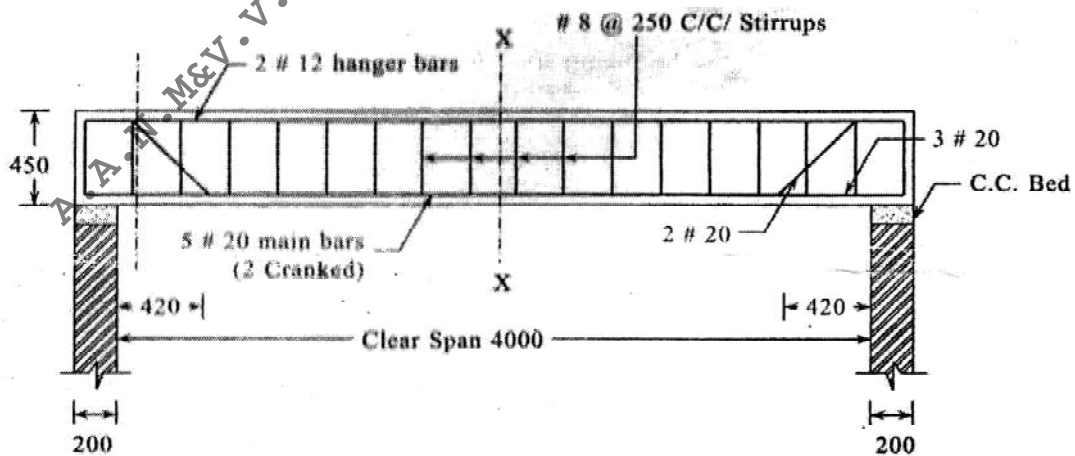 # 8 @ 250 C/C/ Stirrups
X
2 # 12 hanger bars
450
3 # 20
C.C. Bed
5 # 20 main bars
(2 Cranked)
2 # 20
X
420
420
Clear Span 4000
200
200
A.A.N.M&V.V.